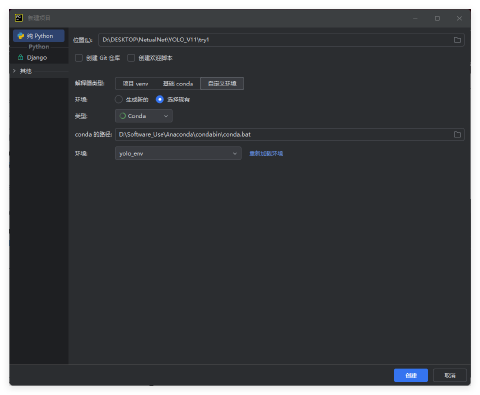 新建项目
纯 Python
Python
Django
其他
位置(L): D:\DESKTOP\NetualNet\YOLO_V11\try1
创建 Git 仓库 创建欢迎脚本
解释器类型: 项目 venv 基础 conda 自定义环境
环境: 生成新的 选择现有
类型: Conda
conda 的路径: D:\Software_Use\Anaconda\condabin\conda.bat
环境: yolo_env 重新加载环境
创建 取消